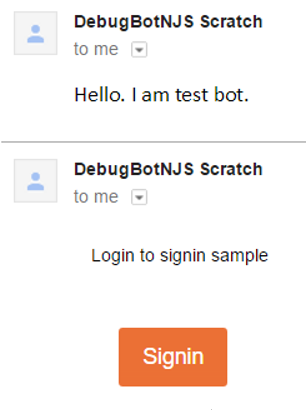 DebugBotNJS Scratch
to me
Hello. I am test bot.
DebugBotNJS Scratch
to me
Login to signin sample
Signin